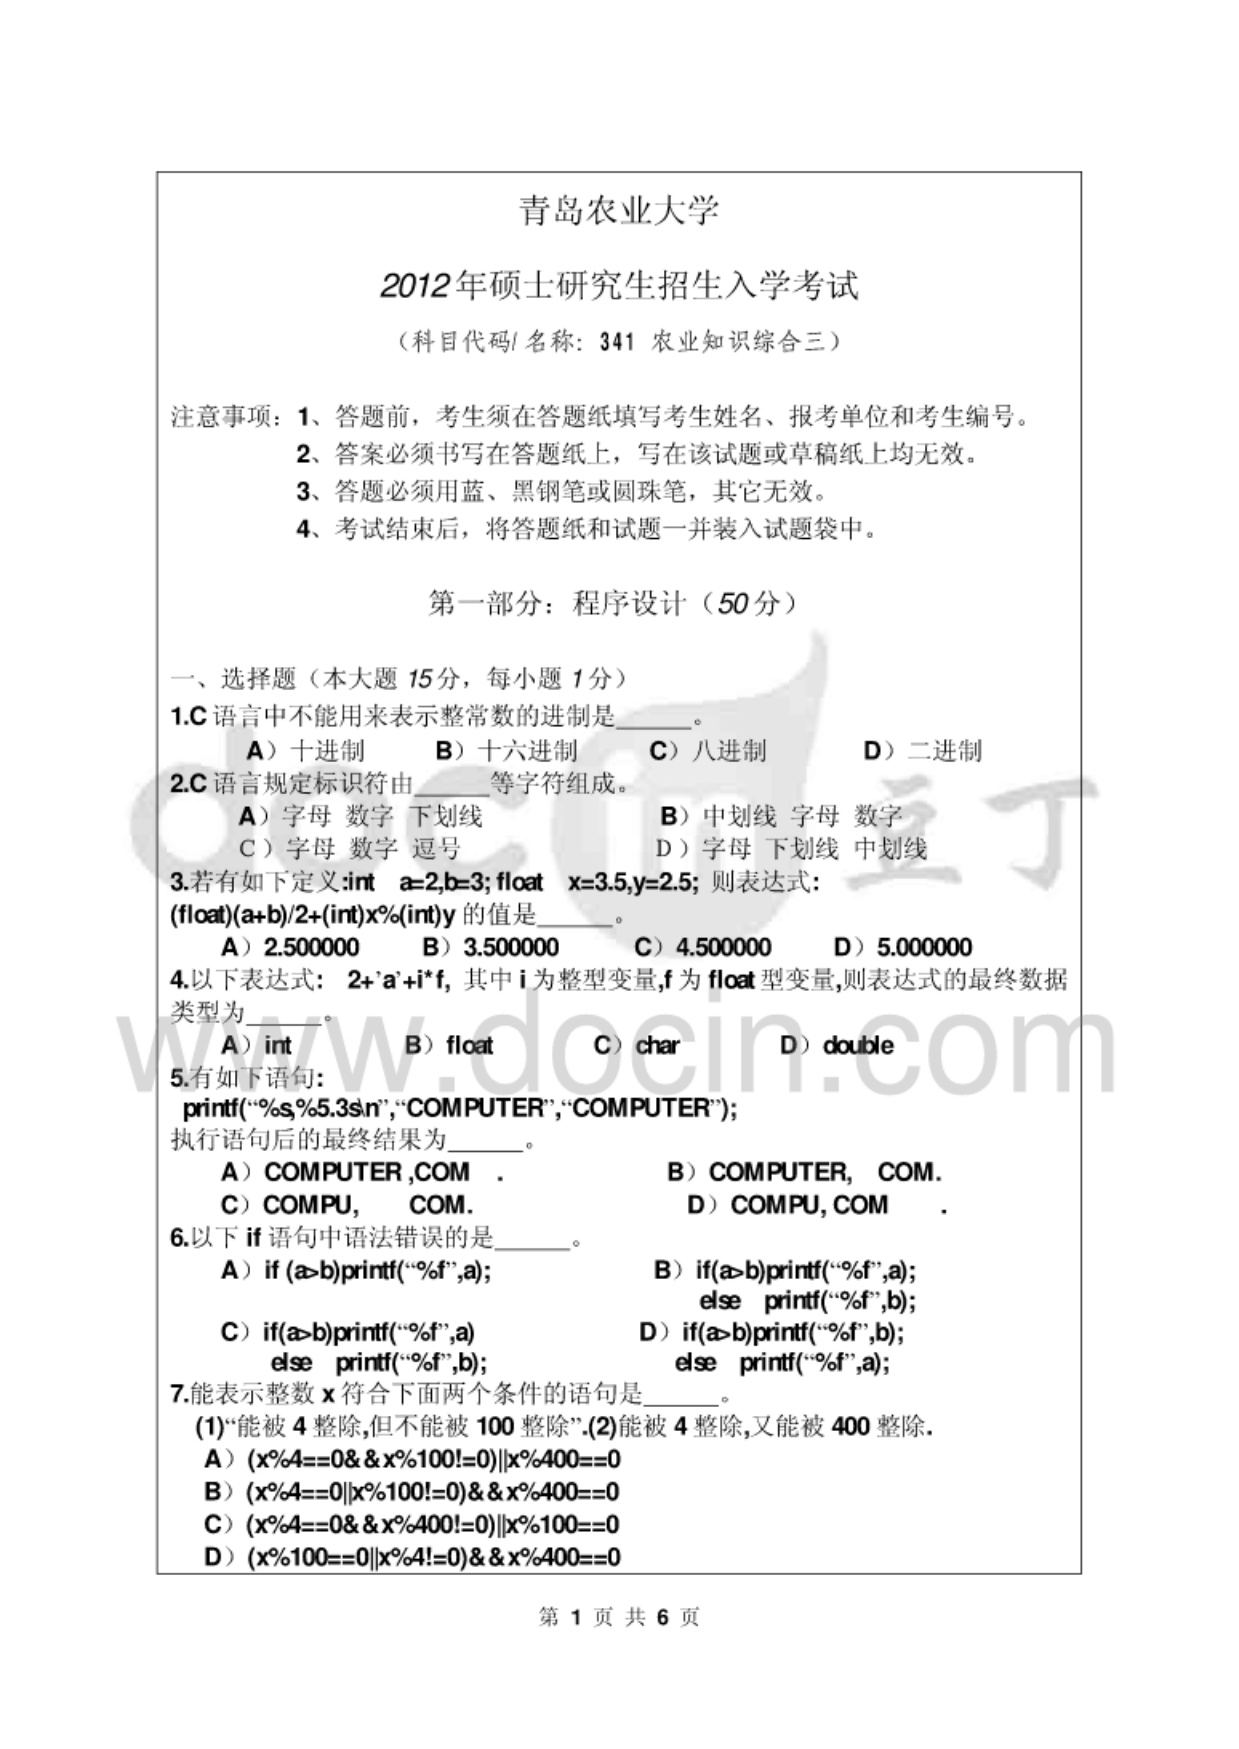 青岛农业大学
2012年硕士研究生招生入学考试
（科目代码/名称：341 农业知识综合三）
注意事项：1、答题前，考生须在答题纸填写考生姓名、报考单位和考生编号。
2、答案必须书写在答题纸上，写在该试题或草稿纸上均无效。
3、答题必须用蓝、黑钢笔或圆珠笔，其它无效。
4、考试结束后，将答题纸和试题一并装入试题袋中。
第一部分：程序设计（50分）
一、选择题（本大题 15分，每小题 1分）
1.C语言中不能用来表示整常数的进制是______。
A）十进制 B）十六进制 C）八进制 D）二进制
2.C语言规定标识符由______等字符组成。
A）字母 数字 下划线 B）中划线 字母 数字
C）字母 数字 逗号 D）字母 下划线 中划线
3.若有如下定义:int a=2,b=3; float x=3.5,y=2.5; 则表达式:
(float)(a+b)/2+(int)x%(int)y 的值是______。
A）2.500000 B）3.500000 C）4.500000 D）5.000000
4.以下表达式: 2+'a'+i*f, 其中 i 为整型变量,f 为 float 型变量,则表达式的最终数据
类型为______。
A）int B）float C）char D）double
5.有如下语句:
printf(“%s,%5.3s\n”,“COMPUTER”,“COMPUTER”);
执行语句后的最终结果为______。
A）COMPUTER ,COM . B）COMPUTER, COM.
C）COMPU, COM. D）COMPU, COM .
6.以下 if 语句中语法错误的是______。
A）if (a>b)printf(“%f”,a); B）if(a>b)printf(“%f”,a);
else printf(“%f”,b);
C）if(a>b)printf(“%f”,a) D）if(a>b)printf(“%f”,b);
else printf(“%f”,b); else printf(“%f”,a);
7.能表示整数 x 符合下面两个条件的语句是______。
(1)“能被 4 整除,但不能被 100 整除”.(2)能被 4 整除,又能被 400 整除.
A）(x%4==0&&x%100!=0)||x%400==0
B）(x%4==0||x%100!=0)&&x%400==0
C）(x%4==0&&x%400!=0)||x%100==0
D）(x%100==0||x%4!=0)&&x%400==0
第 1 页 共 6 页
docin 豆丁
www.docin.com